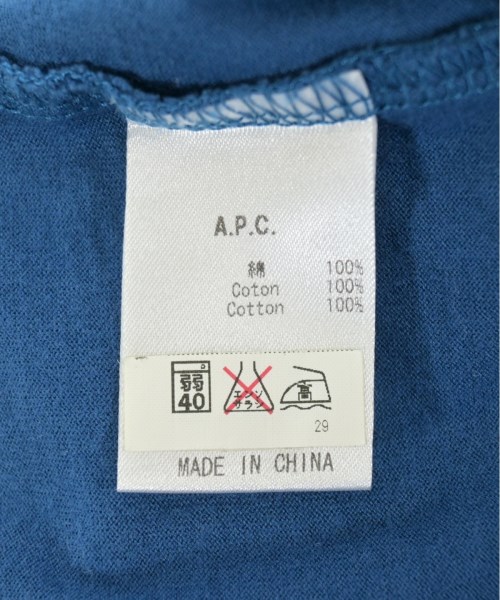 A.P.C.
綿 100%
Coton 100%
Cotton 100%
弱 エンソ 高
40 サラシ
29
MADE IN CHINA